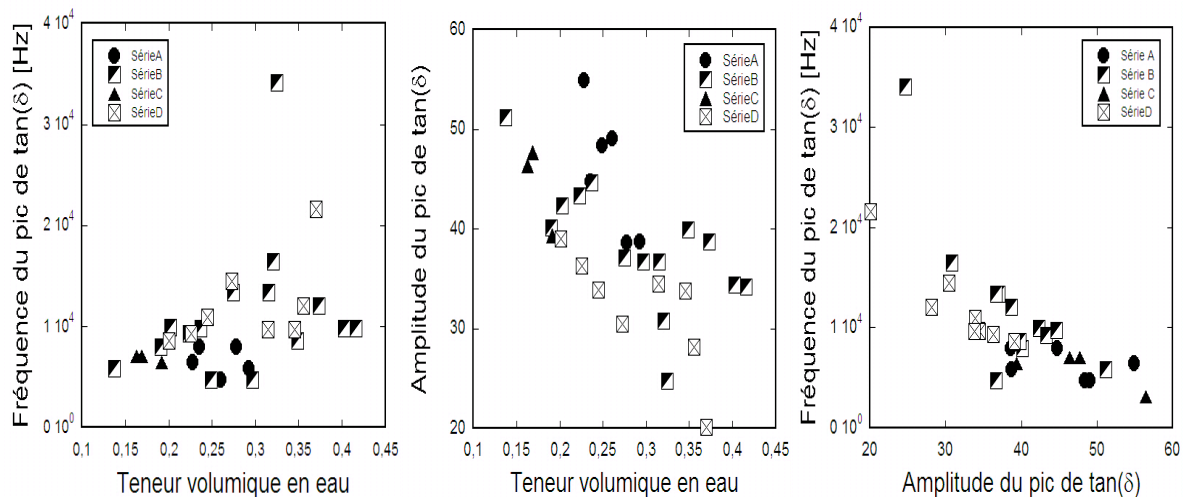 Fréquence du pic de tan(δ) [Hz]
4 10⁴
3 10⁴
2 10⁴
1 10⁴
0 10⁰
SérieA
SérieB
SérieC
SérieD
0,1 0,15 0,2 0,25 0,3 0,35 0,4 0,45
Teneur volumique en eau
Amplitude du pic de tan(δ)
60
50
40
30
20
SérieA
SérieB
SérieC
SérieD
0,1 0,15 0,2 0,25 0,3 0,35 0,4 0,45
Teneur volumique en eau
Fréquence du pic de tan(δ) [Hz]
4 10⁴
3 10⁴
2 10⁴
1 10⁴
0 10⁰
Série A
Série B
Série C
SérieD
20 30 40 50 60
Amplitude du pic de tan(δ)